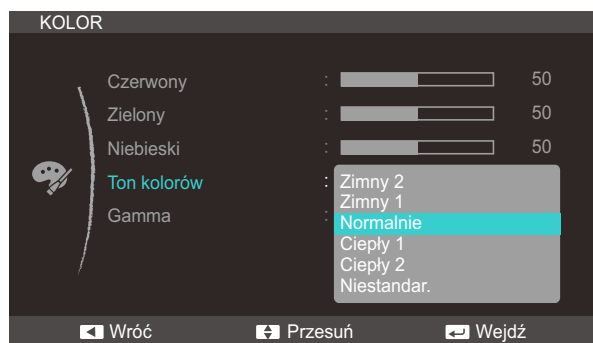 KOLOR
Czerwony : 50
Zielony : 50
Niebieski : 50
Ton kolorów : Zimny 2
Zimny 1
Gamma : Normalnie
Ciepły 1
Ciepły 2
Niestandar.
Wróć Przesuń Wejdź